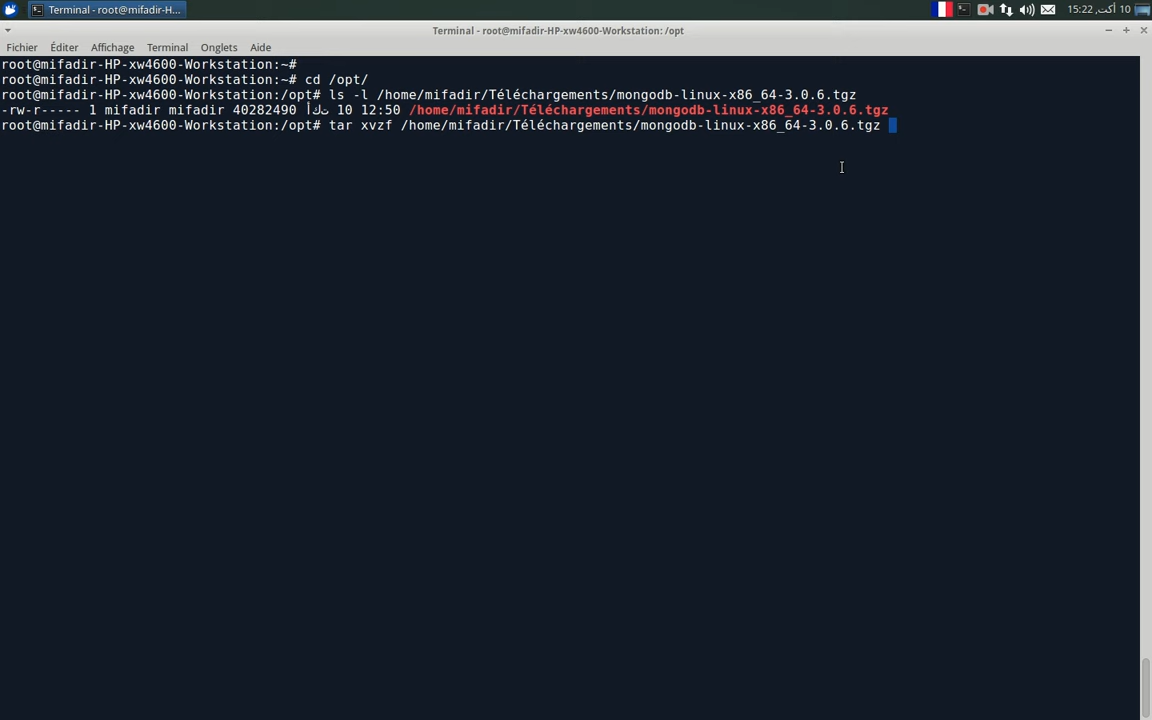 Terminal - root@mifadir-H...
15:22 ,أكت 10
Terminal - root@mifadir-HP-xw4600-Workstation: /opt
Fichier Éditer Affichage Terminal Onglets Aide
root@mifadir-HP-xw4600-Workstation:~#
root@mifadir-HP-xw4600-Workstation:~# cd /opt/
root@mifadir-HP-xw4600-Workstation:/opt# ls -l /home/mifadir/Téléchargements/mongodb-linux-x86_64-3.0.6.tgz
-rw-r----- 1 mifadir mifadir 40282490 أكت 10 12:50 /home/mifadir/Téléchargements/mongodb-linux-x86_64-3.0.6.tgz
root@mifadir-HP-xw4600-Workstation:/opt# tar xvzf /home/mifadir/Téléchargements/mongodb-linux-x86_64-3.0.6.tgz